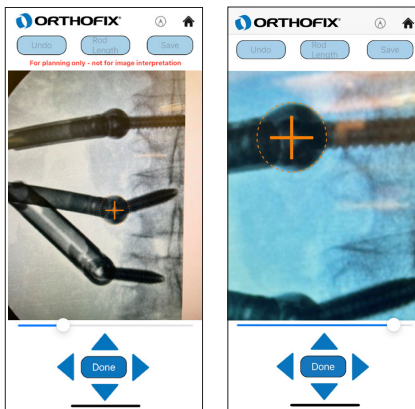 ORTHOFIX®
Undo
Rod Length
Save
For planning only - not for image interpretation
Done
ORTHOFIX®
Undo
Rod Length
Save
Done